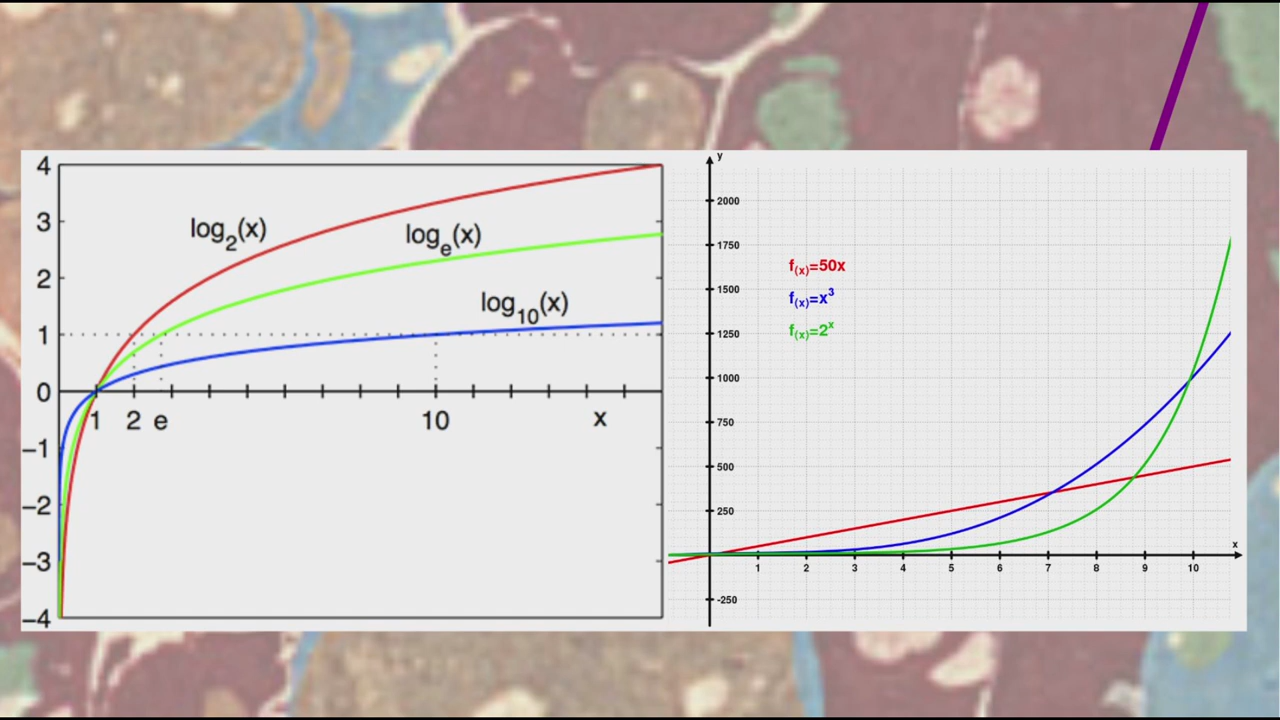 4
3
2
1
0
−1
−2
−3
−4
log2(x)
loge(x)
log10(x)
1 2 e 10 x
y
2000
1750
1500
1250
1000
750
500
250
-250
f(x)=50x
f(x)=x³
f(x)=2ˣ
1 2 3 4 5 6 7 8 9 10
x